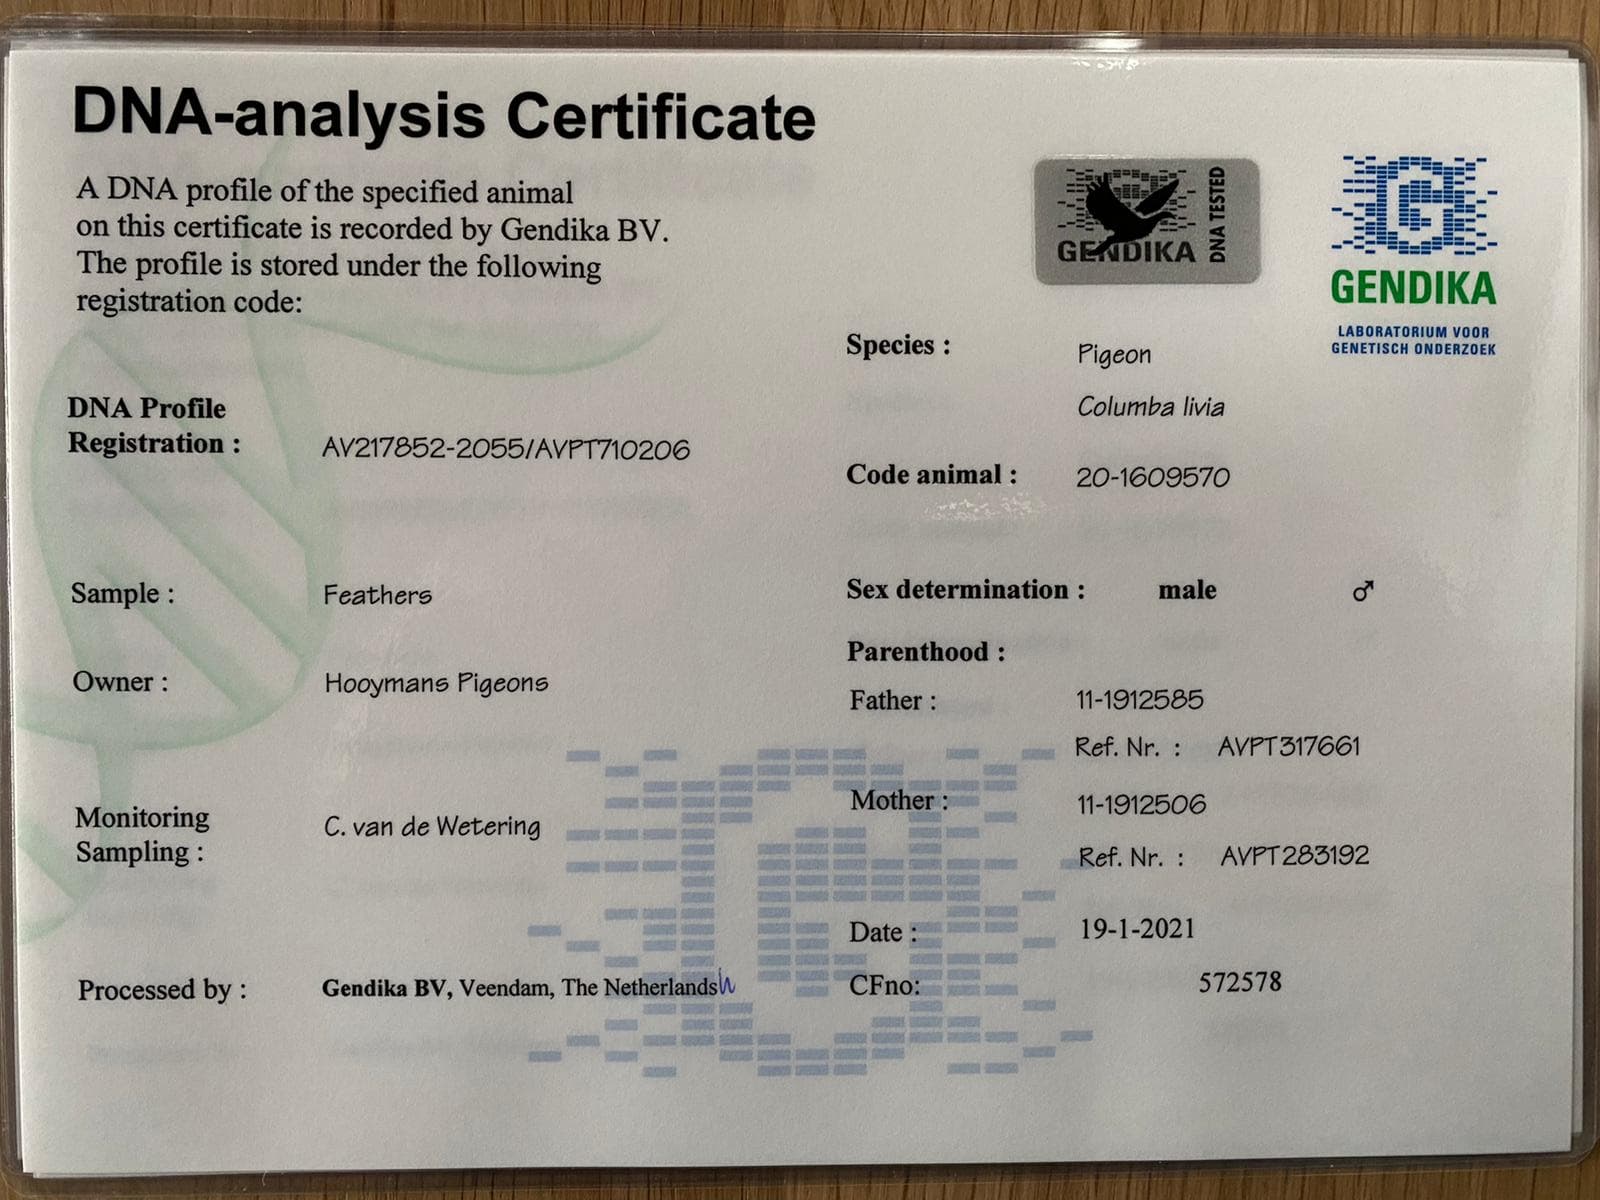 DNA-analysis Certificate
A DNA profile of the specified animal
on this certificate is recorded by Gendika BV.
The profile is stored under the following
registration code:
GENDIKA
DNA TESTED
GENDIKA
LABORATORIUM VOOR
GENETISCH ONDERZOEK
DNA Profile
Registration : AV217852-2055/AVPT710206
Sample : Feathers
Owner : Hooymans Pigeons
Monitoring
Sampling : C. van de Wetering
Processed by : Gendika BV, Veendam, The Netherlands
Species : Pigeon
Columba livia
Code animal : 20-1609570
Sex determination : male ♂
Parenthood :
Father : 11-1912585
Ref. Nr. : AVPT317661
Mother : 11-1912506
Ref. Nr. : AVPT283192
Date : 19-1-2021
CFno: 572578